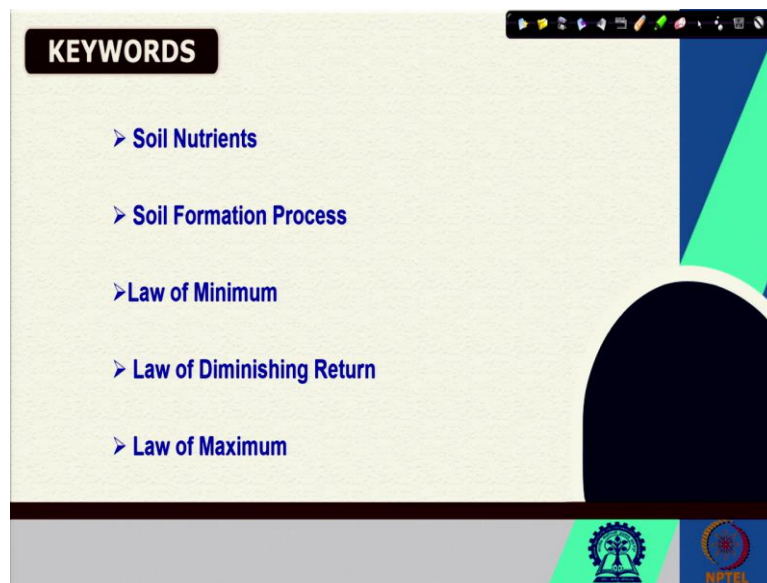 KEYWORDS
➢ Soil Nutrients
➢ Soil Formation Process
➢Law of Minimum
➢ Law of Diminishing Return
➢ Law of Maximum
NPTEL